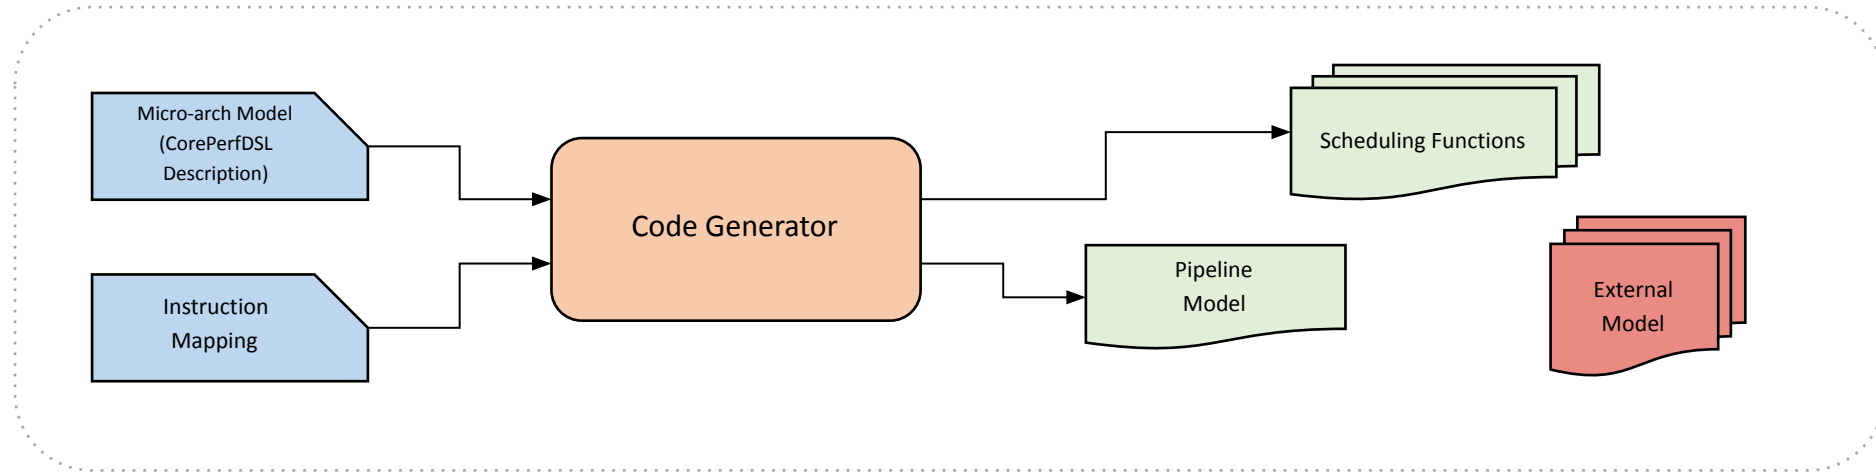 Micro-arch Model
(CorePerfDSL
Description)
Instruction
Mapping
Code Generator
Scheduling Functions
Pipeline
Model
External
Model